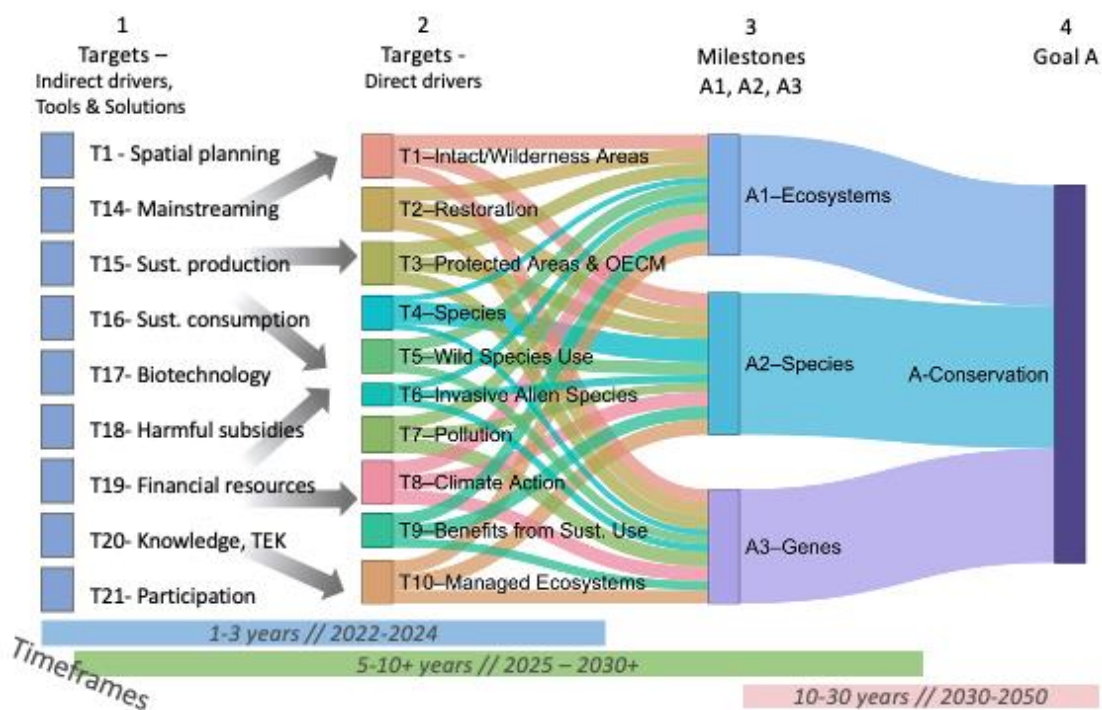 1
Targets –
Indirect drivers,
Tools & Solutions
2
Targets -
Direct drivers
3
Milestones
A1, A2, A3
4
Goal A
T1 - Spatial planning
T14- Mainstreaming
T15- Sust. production
T16- Sust. consumption
T17- Biotechnology
T18- Harmful subsidies
T19- Financial resources
T20- Knowledge, TEK
T21- Participation
T1–Intact/Wilderness Areas
T2–Restoration
T3–Protected Areas & OECM
T4–Species
T5–Wild Species Use
T6–Invasive Alien Species
T7–Pollution
T8–Climate Action
T9–Benefits from Sust. Use
T10–Managed Ecosystems
A1–Ecosystems
A2–Species
A3–Genes
A-Conservation
Timeframes
1-3 years // 2022-2024
5-10+ years // 2025 – 2030+
10-30 years // 2030-2050